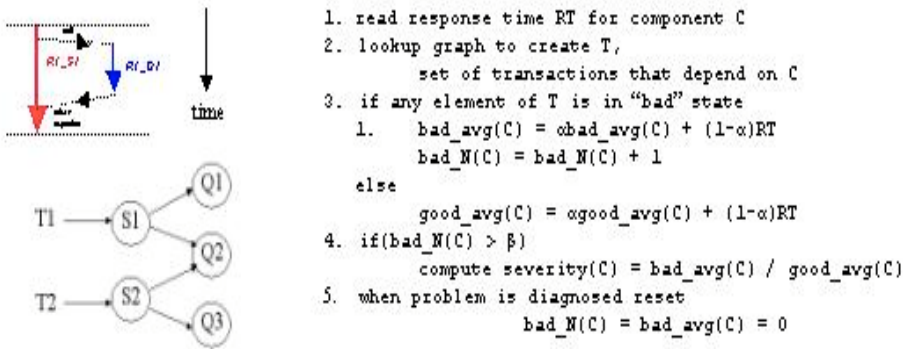 time
T1
S1
Q1
Q2
T2
S2
Q3
1. read response time RT for component C
2. lookup graph to create T,
set of transactions that depend on C
3. if any element of T is in “bad” state
1. bad_avg(C) = αbad_avg(C) + (1-α)RT
bad_N(C) = bad_N(C) + 1
else
good_avg(C) = αgood_avg(C) + (1-α)RT
4. if(bad_N(C) > β)
compute severity(C) = bad_avg(C) / good_avg(C)
5. when problem is diagnosed reset
bad_N(C) = bad_avg(C) = 0